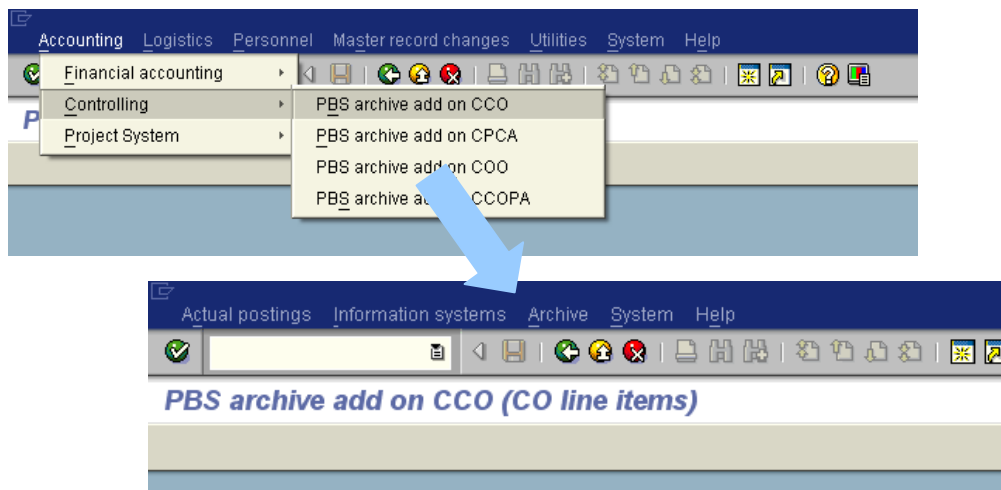 Accounting Logistics Personnel Master record changes Utilities System Help
Financial accounting
Controlling
PBS archive add on CCO
P
Project System
PBS archive add on CPCA
PBS archive add on COO
PBS archive CCOPA
Actual postings Information systems Archive System Help
PBS archive add on CCO (CO line items)